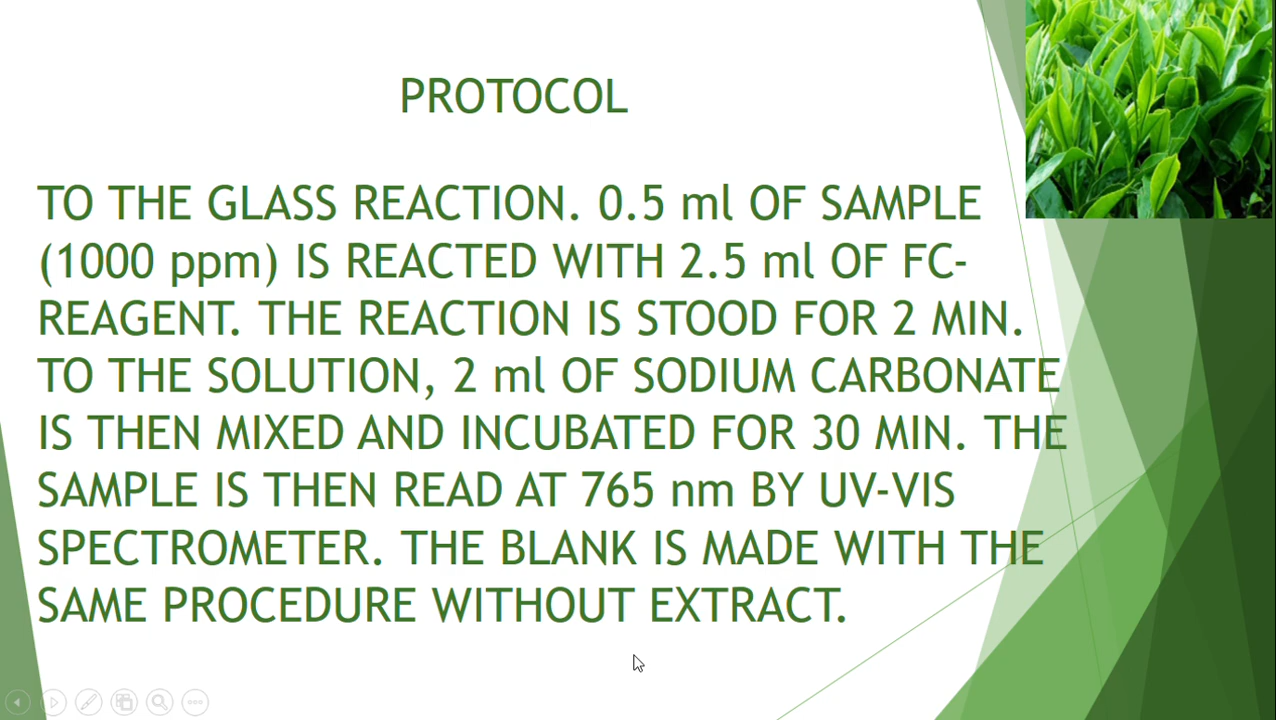 PROTOCOL
TO THE GLASS REACTION. 0.5 ml OF SAMPLE
(1000 ppm) IS REACTED WITH 2.5 ml OF FC-
REAGENT. THE REACTION IS STOOD FOR 2 MIN.
TO THE SOLUTION, 2 ml OF SODIUM CARBONATE
IS THEN MIXED AND INCUBATED FOR 30 MIN. THE
SAMPLE IS THEN READ AT 765 nm BY UV-VIS
SPECTROMETER. THE BLANK IS MADE WITH THE
SAME PROCEDURE WITHOUT EXTRACT.